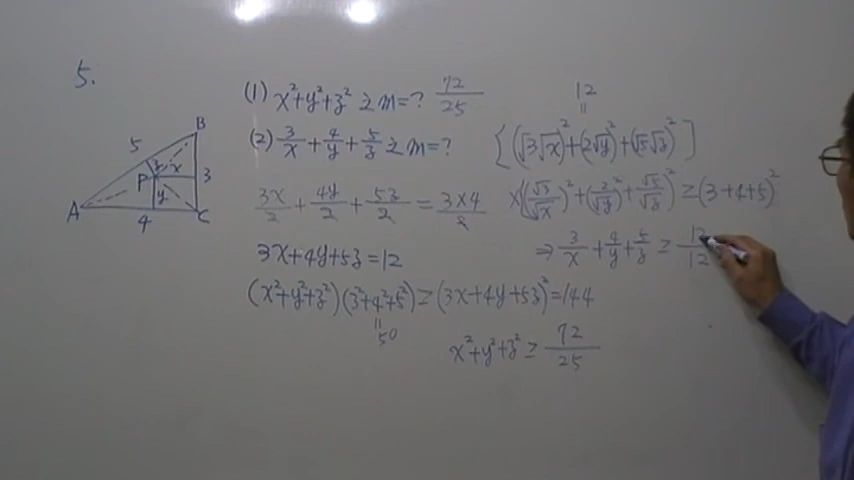 5.
(1) x²+y²+z² 之 m=? 72/25
(2) 3/x + 4/y + 5/z 之 m=?
A B C P 5 3 4 x y z
3x/2 + 4y/2 + 5z/2 = 3×4/2
3x+4y+5z=12
(x²+y²+z²)(3²+4²+5²) ≥ (3x+4y+5z)² = 144
=
50
x²+y²+z² ≥ 72/25
12
=
[(√3√x)²+(2√y)²+(√5√z)²]
×((√3/√x)²+(2/√y)²+(√5/√z)² ≥ (3+4+5)²
⇒ 3/x + 4/y + 5/z ≥ 12